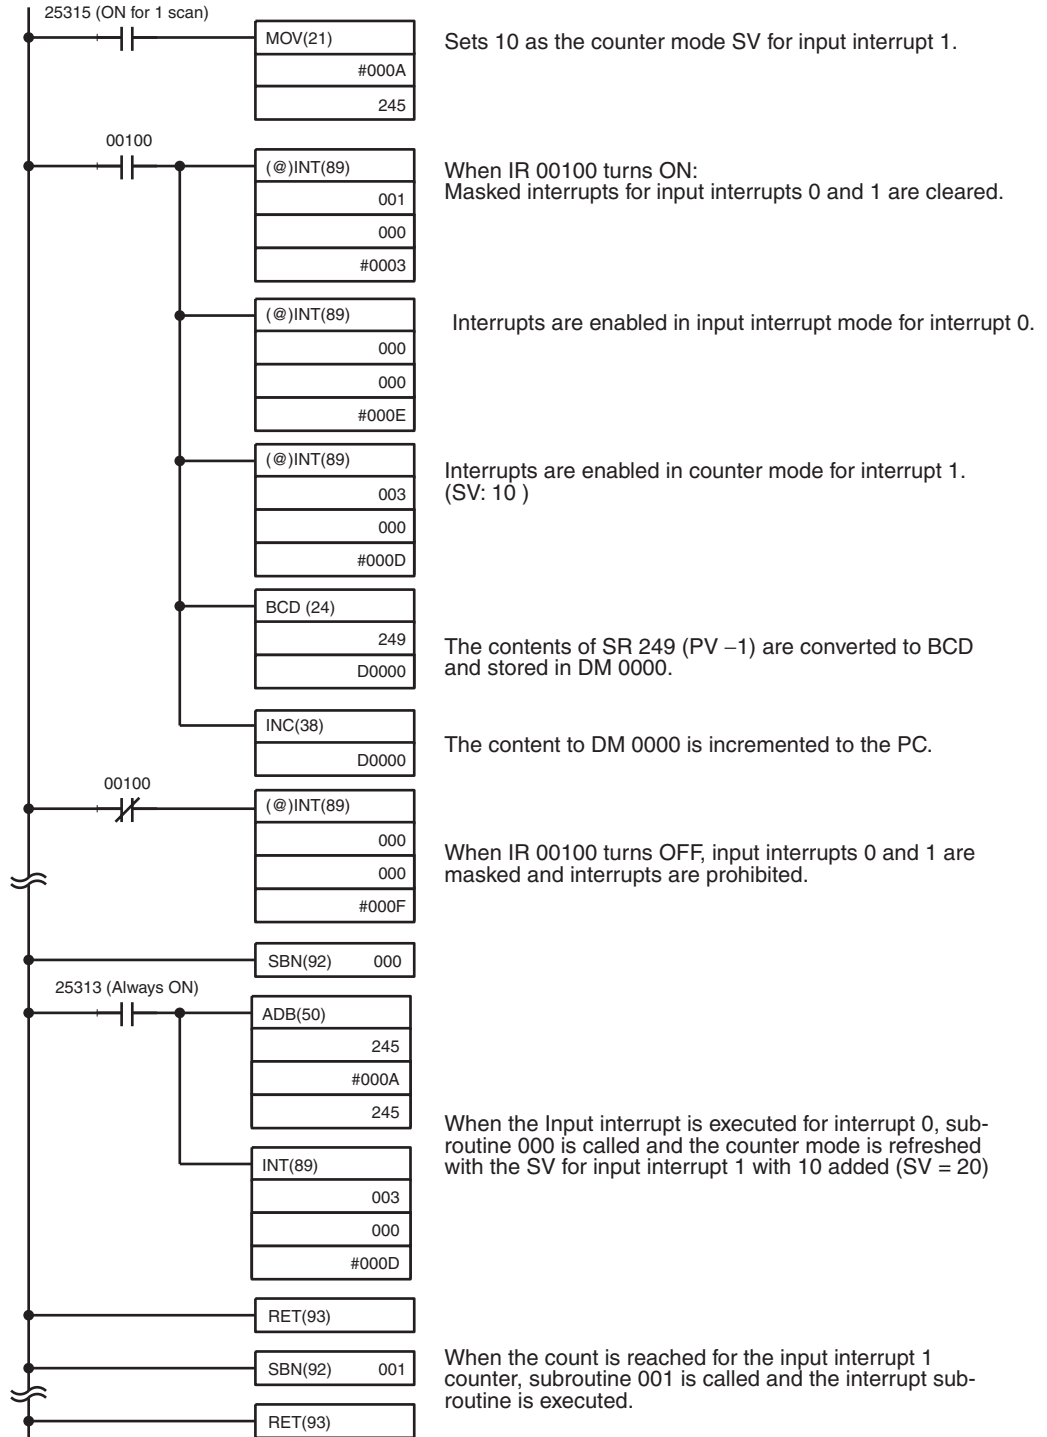 25315 (ON for 1 scan)
MOV(21)
#000A
245
Sets 10 as the counter mode SV for input interrupt 1.
00100
(@)INT(89)
001
000
#0003
When IR 00100 turns ON:
Masked interrupts for input interrupts 0 and 1 are cleared.
(@)INT(89)
000
000
#000E
Interrupts are enabled in input interrupt mode for interrupt 0.
(@)INT(89)
003
000
#000D
Interrupts are enabled in counter mode for interrupt 1.
(SV: 10 )
BCD (24)
249
D0000
The contents of SR 249 (PV –1) are converted to BCD
and stored in DM 0000.
INC(38)
D0000
The content to DM 0000 is incremented to the PC.
00100
(@)INT(89)
000
000
#000F
When IR 00100 turns OFF, input interrupts 0 and 1 are
masked and interrupts are prohibited.
SBN(92) 000
25313 (Always ON)
ADB(50)
245
#000A
245
INT(89)
003
000
#000D
When the Input interrupt is executed for interrupt 0, sub-
routine 000 is called and the counter mode is refreshed
with the SV for input interrupt 1 with 10 added (SV = 20)
RET(93)
SBN(92) 001
When the count is reached for the input interrupt 1
counter, subroutine 001 is called and the interrupt sub-
routine is executed.
RET(93)